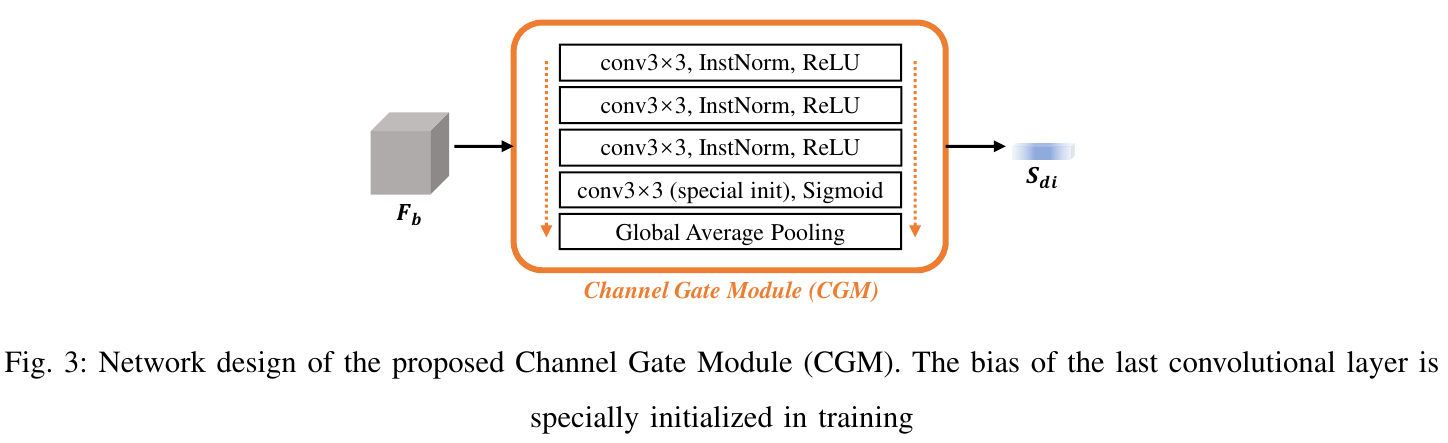 conv3×3, InstNorm, ReLU
conv3×3, InstNorm, ReLU
conv3×3, InstNorm, ReLU
conv3×3 (special init), Sigmoid
Global Average Pooling
F_b
S_di
Channel Gate Module (CGM)
Fig. 3: Network design of the proposed Channel Gate Module (CGM). The bias of the last convolutional layer is
specially initialized in training